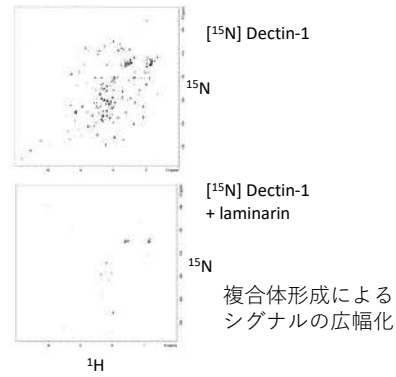 [¹⁵N] Dectin-1
¹⁵N
[¹⁵N] Dectin-1
+ laminarin
¹⁵N
複合体形成による
シグナルの広幅化
¹H